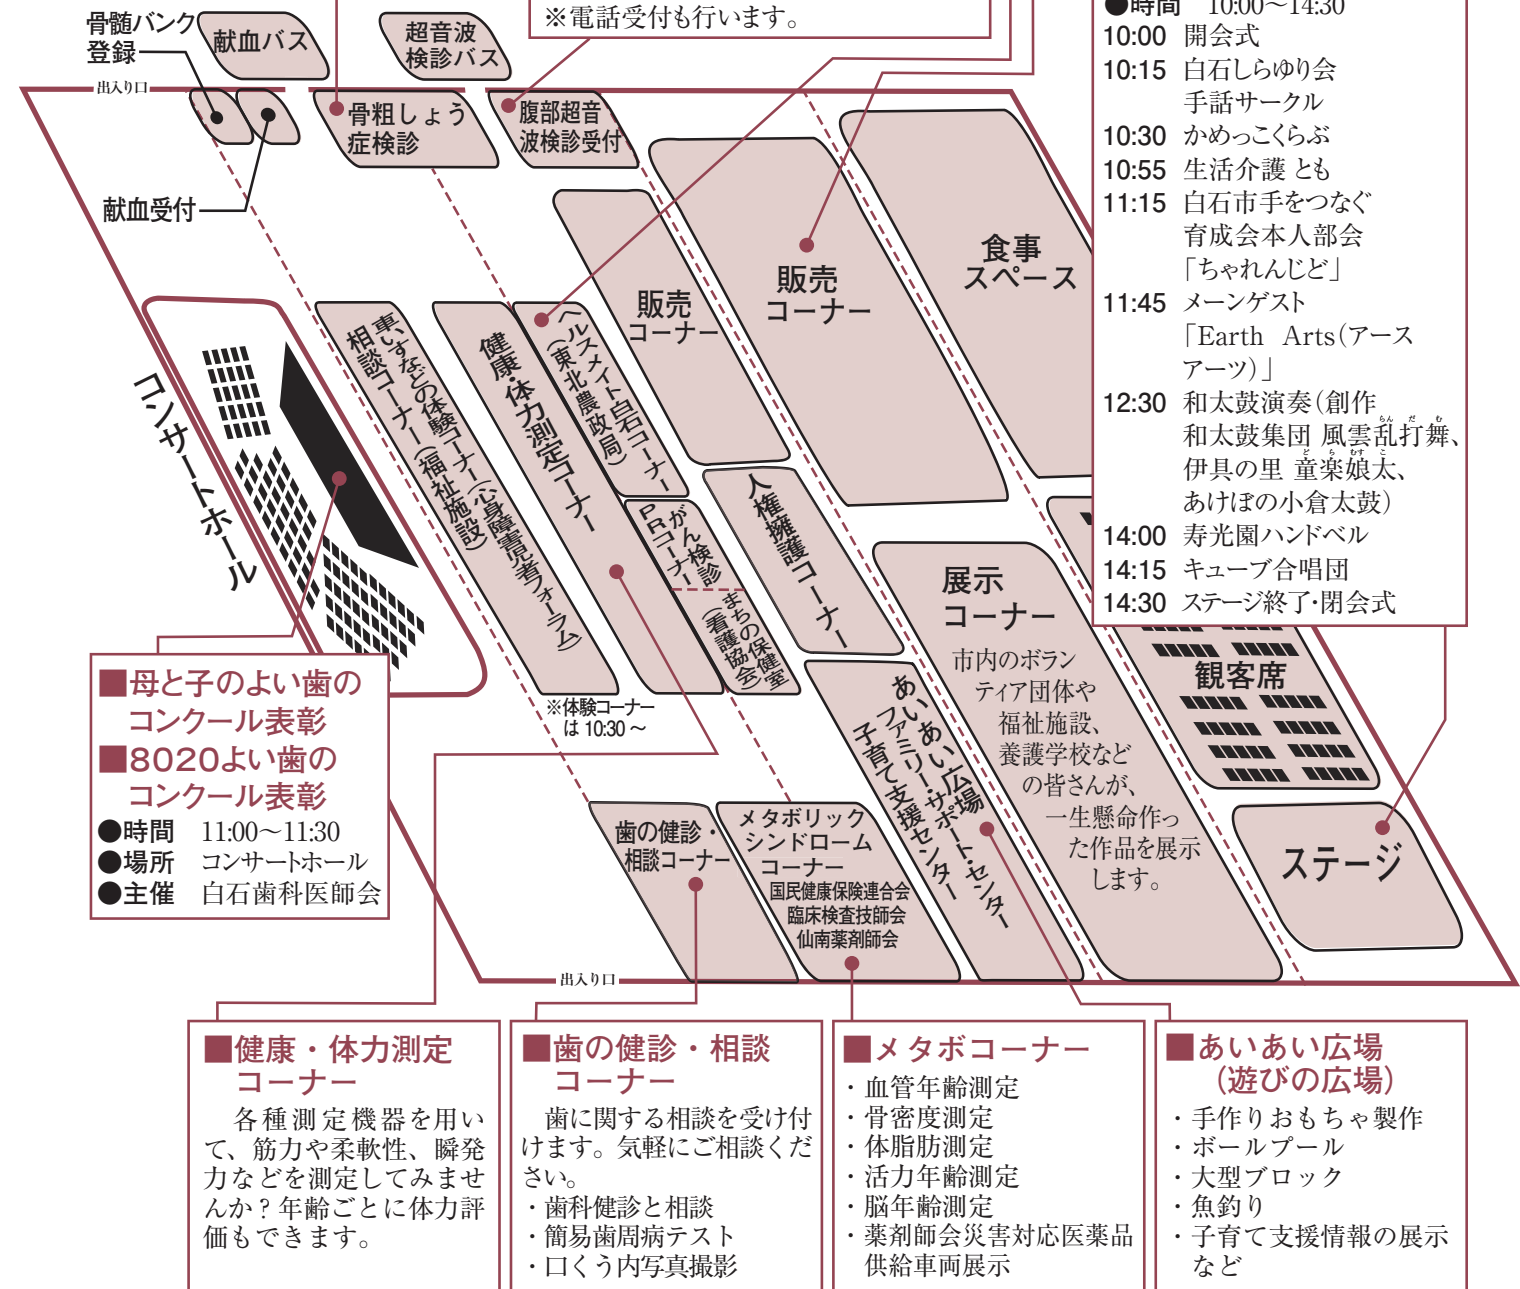 ※電話受付も行います。
●時間 10:00～14:30
10:00 開会式
10:15 白石しらゆり会
手話サークル
10:30 かめっこくらぶ
10:55 生活介護 とも
11:15 白石市手をつなぐ
育成会本人部会
「ちゃれんじど」
11:45 メーンゲスト
「Earth Arts（アース
アーツ）」
12:30 和太鼓演奏（創作
らん だ む
和太鼓集団 風雲乱打舞、
ど ら むす こ
伊具の里 童楽娘太、
あけぼの小倉太鼓）
14:00 寿光園ハンドベル
14:15 キューブ合唱団
14:30 ステージ終了・閉会式
骨髄バンク
登録
献血バス
超音波
検診バス
出入り口
骨粗しょう
症検診
腹部超音
波検診受付
献血受付
販売
コーナー
販売
コーナー
食事
スペース
コンサートホール
車いすなどの体験コーナー（心身障害児者フォーラム）
相談コーナー（福祉施設）
健康・体力測定コーナー
ヘルスメイト白石コーナー
（東北農政局）
がん検診
PRコーナー
まちの保健室
（看護協会）
人権擁護コーナー
展示
コーナー
市内のボラン
ティア団体や
福祉施設、
養護学校など
の皆さんが、
一生懸命作っ
た作品を展示
します。
観客席
ステージ
あいあい広場
ファミリー・サポート・センター
子育て支援センター
※体験コーナー
は 10:30 ～
歯の健診・
相談コーナー
メタボリック
シンドローム
コーナー
国民健康保険連合会
臨床検査技師会
仙南薬剤師会
出入り口
■母と子のよい歯の
コンクール表彰
■8020よい歯の
コンクール表彰
●時間 11:00～11:30
●場所 コンサートホール
●主催 白石歯科医師会
■健康・体力測定
コーナー
各種測定機器を用い
て、筋力や柔軟性、瞬発
力などを測定してみませ
んか？年齢ごとに体力評
価もできます。
■歯の健診・相談
コーナー
歯に関する相談を受け付
けます。気軽にご相談くだ
さい。
・歯科健診と相談
・簡易歯周病テスト
・口くう内写真撮影
■メタボコーナー
・血管年齢測定
・骨密度測定
・体脂肪測定
・活力年齢測定
・脳年齢測定
・薬剤師会災害対応医薬品
供給車両展示
■あいあい広場
（遊びの広場）
・手作りおもちゃ製作
・ボールプール
・大型ブロック
・魚釣り
・子育て支援情報の展示
など